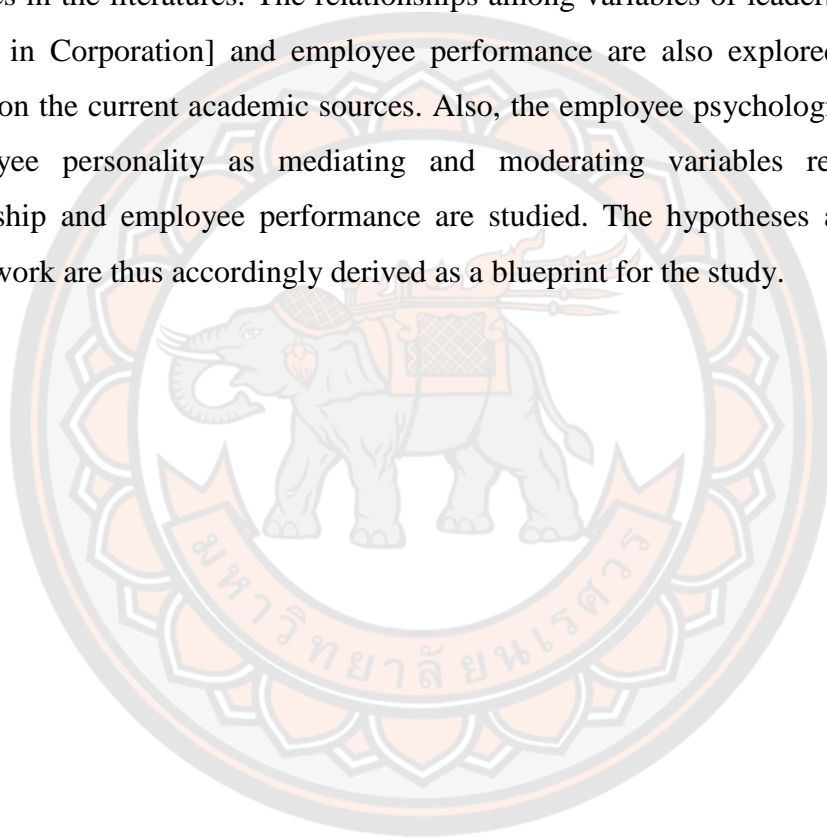 es in the literatures. The relationships among variables of leaders
in Corporation] and employee performance are also explored
on the current academic sources. Also, the employee psychologi
yee personality as mediating and moderating variables re
ship and employee performance are studied. The hypotheses a
work are thus accordingly derived as a blueprint for the study.
มหาวิทยาลัยนเรศวร